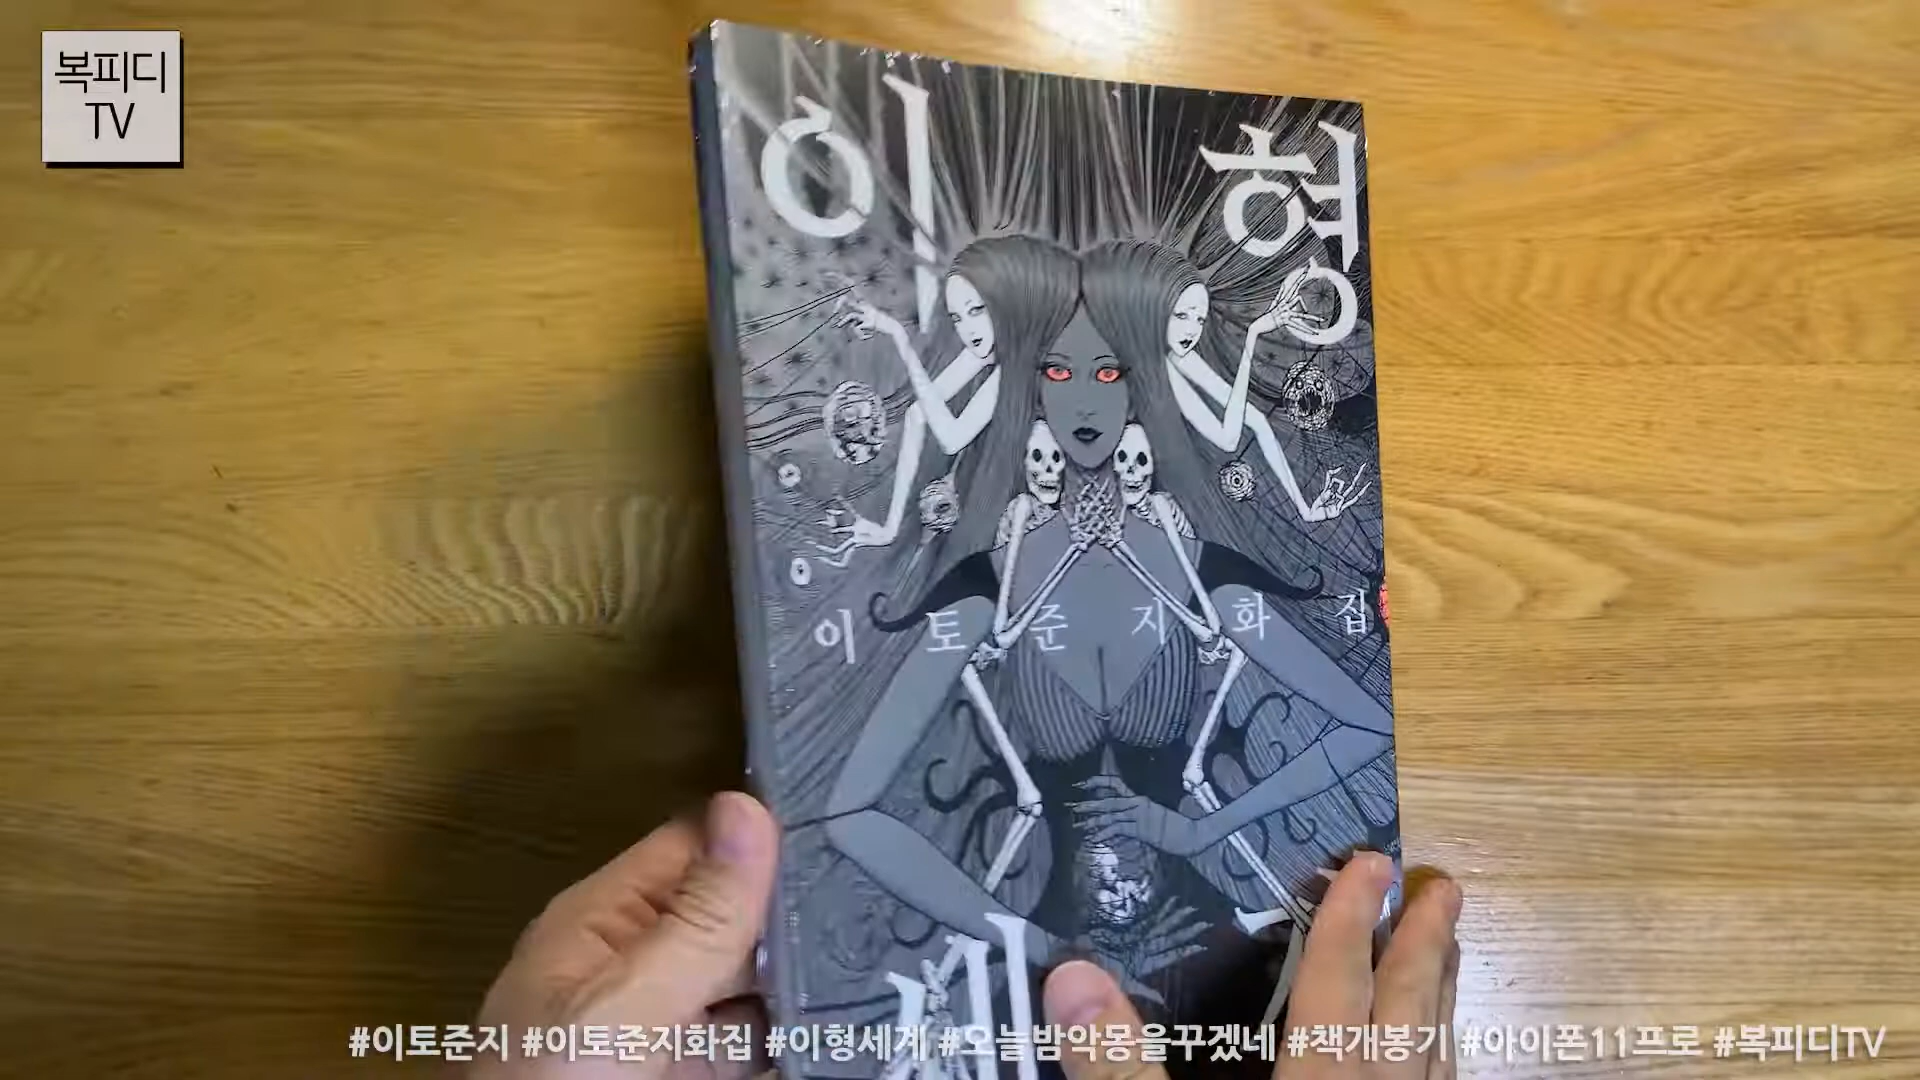 복피디
TV
이형
이토준지화집
세
#이토준지 #이토준지화집 #이형세계 #오늘밤악몽을꾸겠네 #책개봉기 #아이폰11프로 #복피디TV